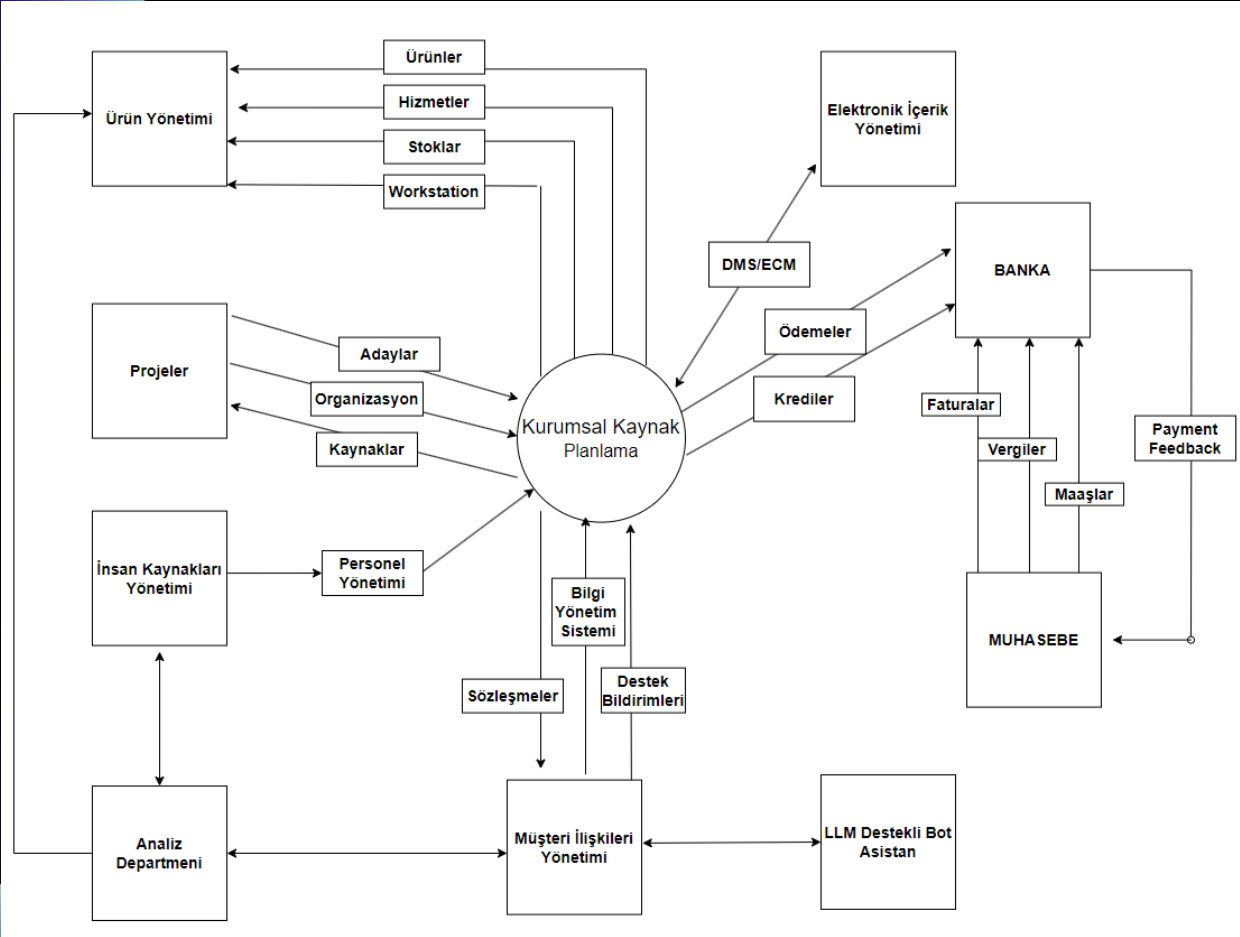 Ürünler
Hizmetler
Stoklar
Workstation
Ürün Yönetimi
Elektronik İçerik
Yönetimi
DMS/ECM
BANKA
Ödemeler
Krediler
Projeler
Adaylar
Organizasyon
Kaynaklar
Kurumsal Kaynak
Planlama
Faturalar
Vergiler
Maaşlar
Payment
Feedback
İnsan Kaynakları
Yönetimi
Personel
Yönetimi
Bilgi
Yönetim
Sistemi
MUHASEBE
Sözleşmeler
Destek
Bildirimleri
Analiz
Departmeni
Müşteri İlişkileri
Yönetimi
LLM Destekli Bot
Asistan